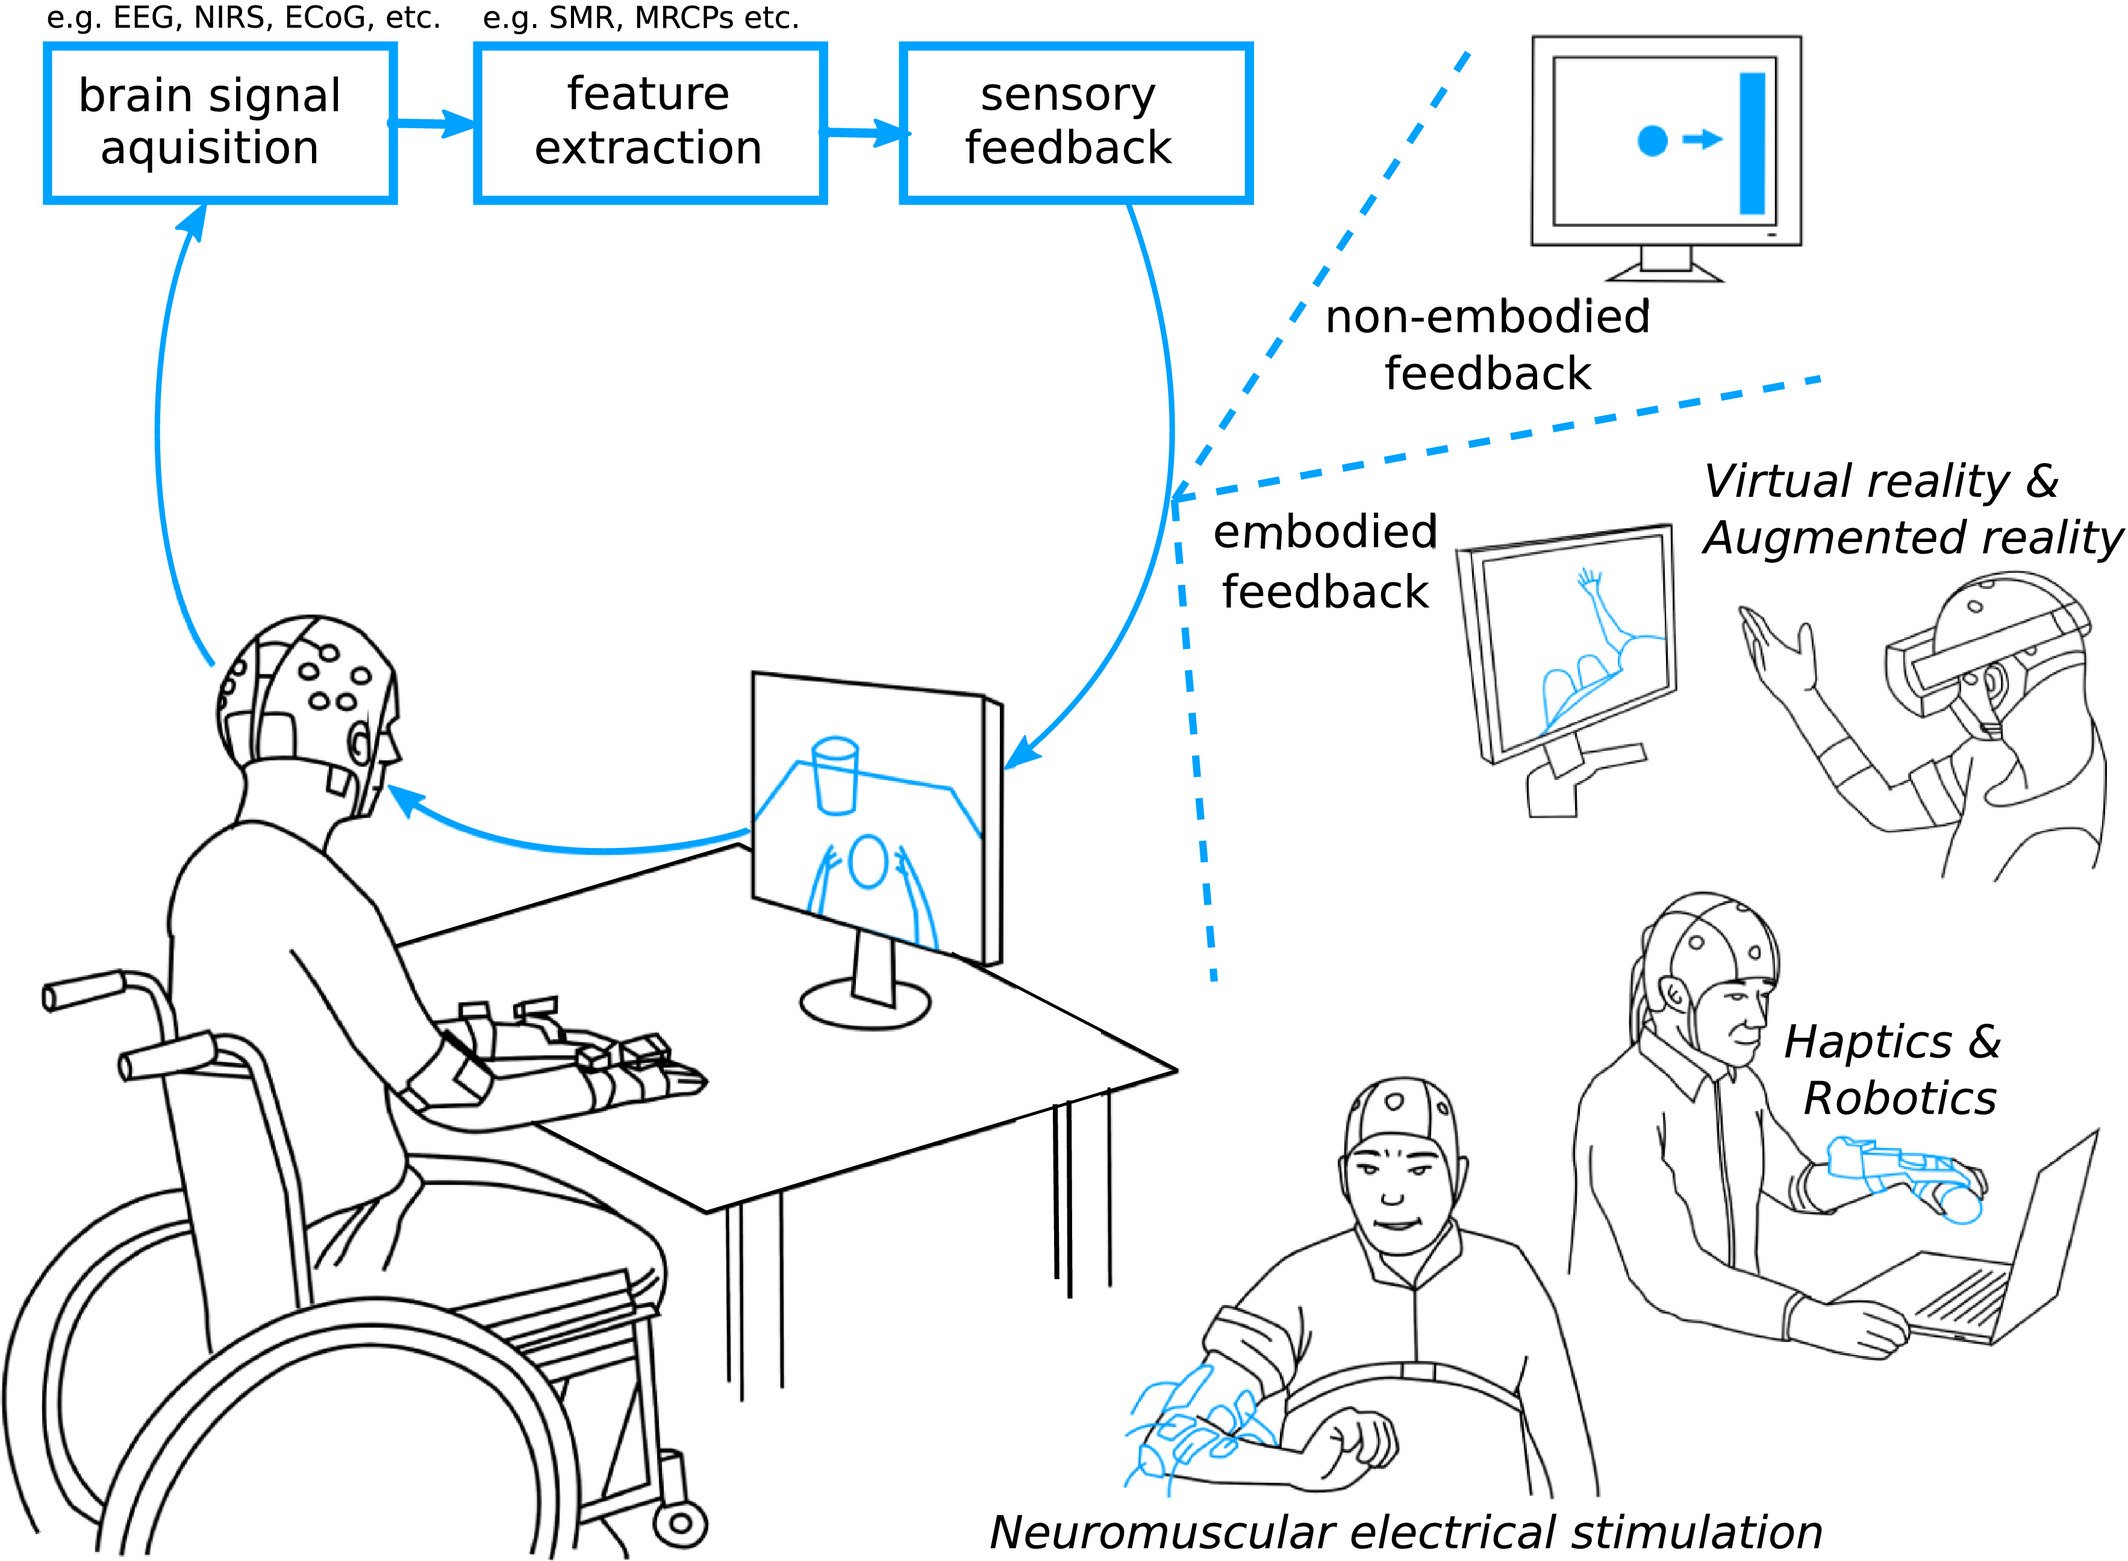 e.g. EEG, NIRS, ECoG, etc.
e.g. SMR, MRCPs etc.
brain signal
aquisition
feature
extraction
sensory
feedback
non-embodied
feedback
embodied
feedback
Virtual reality &
Augmented reality
Haptics &
Robotics
Neuromuscular electrical stimulation